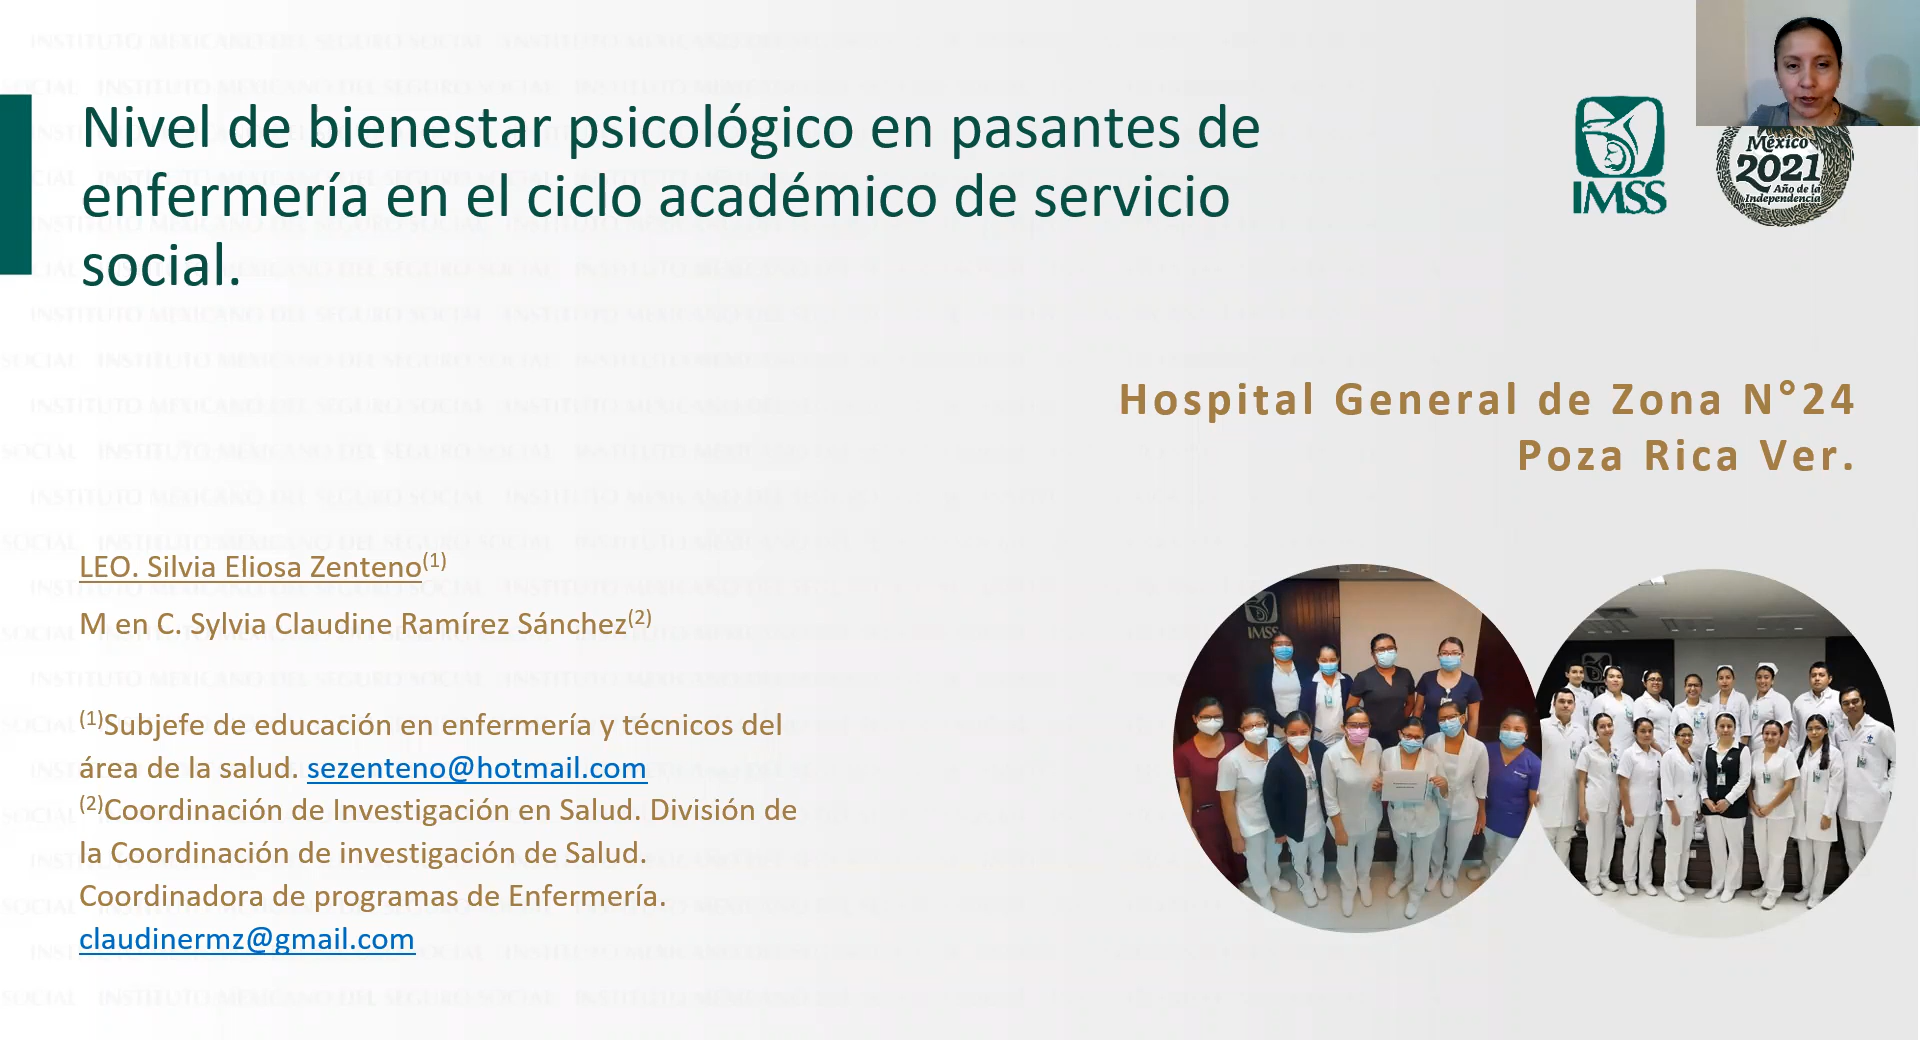 Nivel de bienestar psicológico en pasantes de
enfermería en el ciclo académico de servicio
social.
IMSS
México
2021
Año de la
Independencia
Hospital General de Zona N°24
Poza Rica Ver.
LEO. Silvia Eliosa Zenteno(1)
M en C. Sylvia Claudine Ramírez Sánchez(2)
(1)Subjefe de educación en enfermería y técnicos del
área de la salud. sezenteno@hotmail.com
(2)Coordinación de Investigación en Salud. División de
la Coordinación de investigación de Salud.
Coordinadora de programas de Enfermería.
claudinermz@gmail.com
IMSS